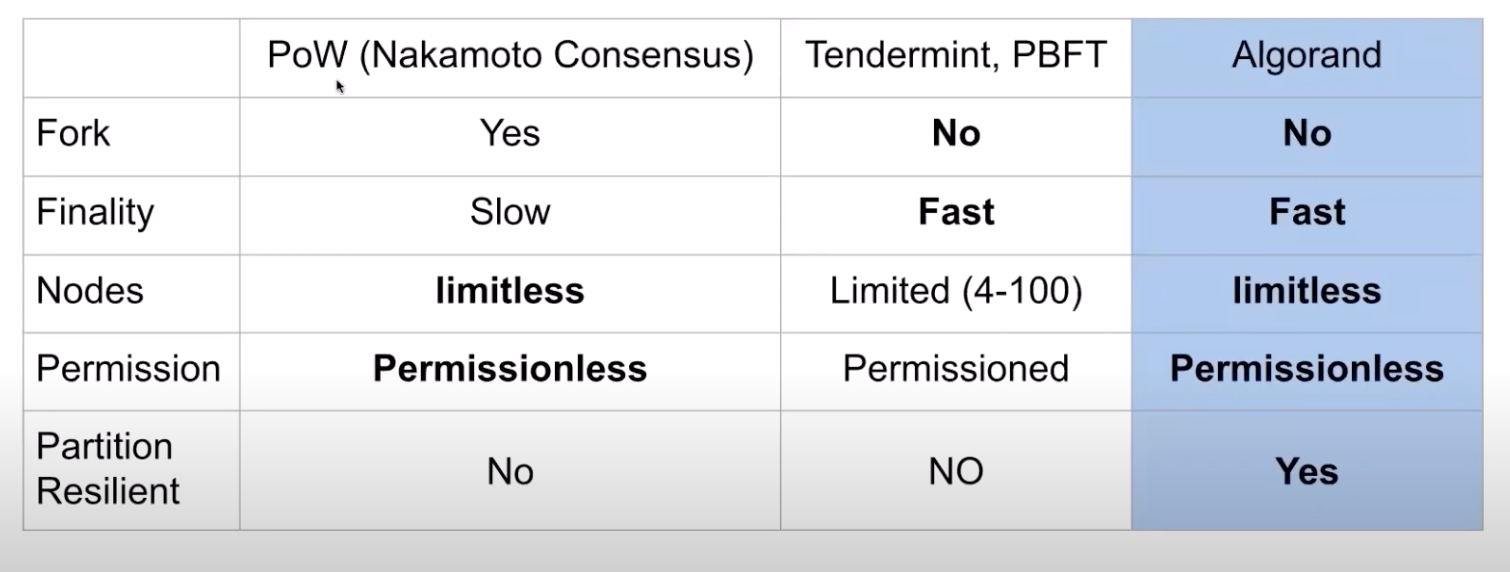 PoW (Nakamoto Consensus) Tendermint, PBFT Algorand
Fork Yes No No
Finality Slow Fast Fast
Nodes limitless Limited (4-100) limitless
Permission Permissionless Permissioned Permissionless
Partition
Resilient No NO Yes